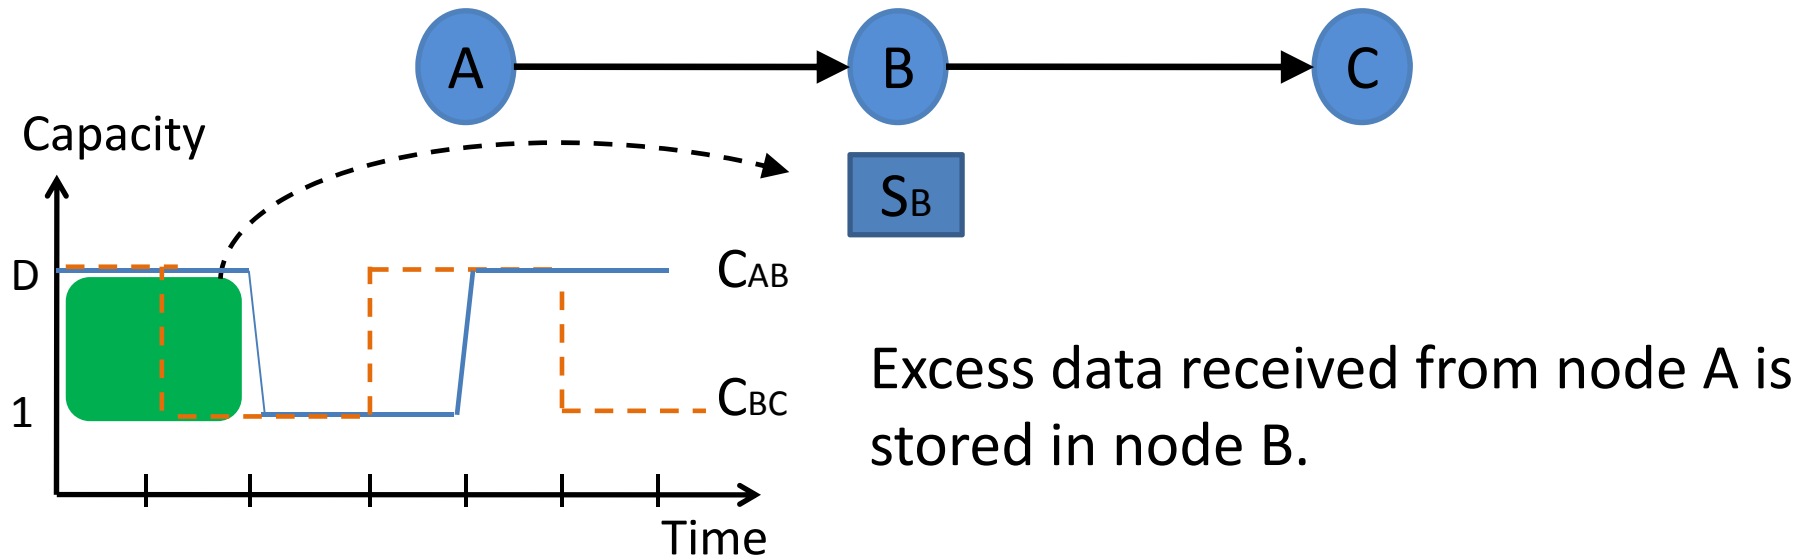 A
B
C
Capacity
SB
D
CAB
1
CBC
Excess data received from node A is
stored in node B.
Time